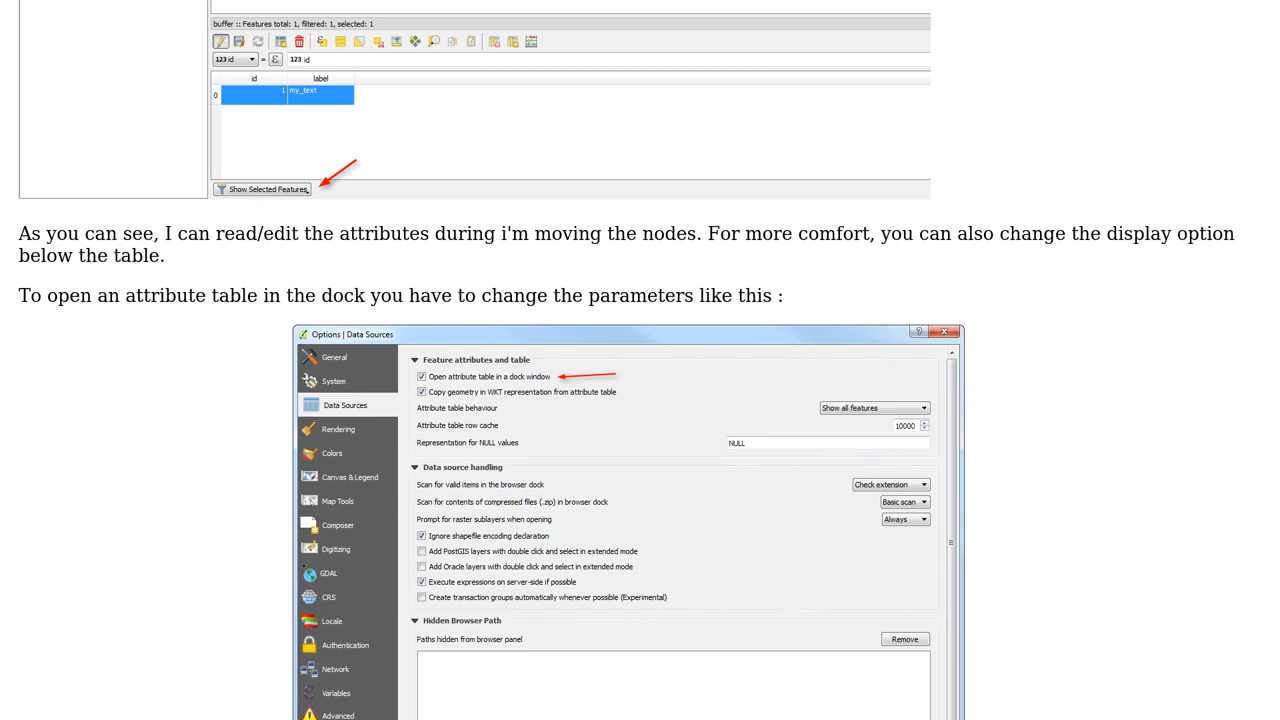 buffer :: Features total: 1, filtered: 1, selected: 1
123 id = ε 123 id
id label
0 1 my_text
Show Selected Features
As you can see, I can read/edit the attributes during i'm moving the nodes. For more comfort, you can also change the display option
below the table.
To open an attribute table in the dock you have to change the parameters like this :
Options | Data Sources
General
System
Data Sources
Rendering
Colors
Canvas & Legend
Map Tools
Composer
Digitizing
GDAL
CRS
Locale
Authentication
Network
Variables
Advanced
Feature attributes and table
Open attribute table in a dock window
Copy geometry in WKT representation from attribute table
Attribute table behaviour Show all features
Attribute table row cache 10000
Representation for NULL values NULL
Data source handling
Scan for valid items in the browser dock Check extension
Scan for contents of compressed files (.zip) in browser dock Basic scan
Prompt for raster sublayers when opening Always
Ignore shapefile encoding declaration
Add PostGIS layers with double click and select in extended mode
Add Oracle layers with double click and select in extended mode
Execute expressions on server-side if possible
Create transaction groups automatically whenever possible (Experimental)
Hidden Browser Path
Paths hidden from browser panel Remove